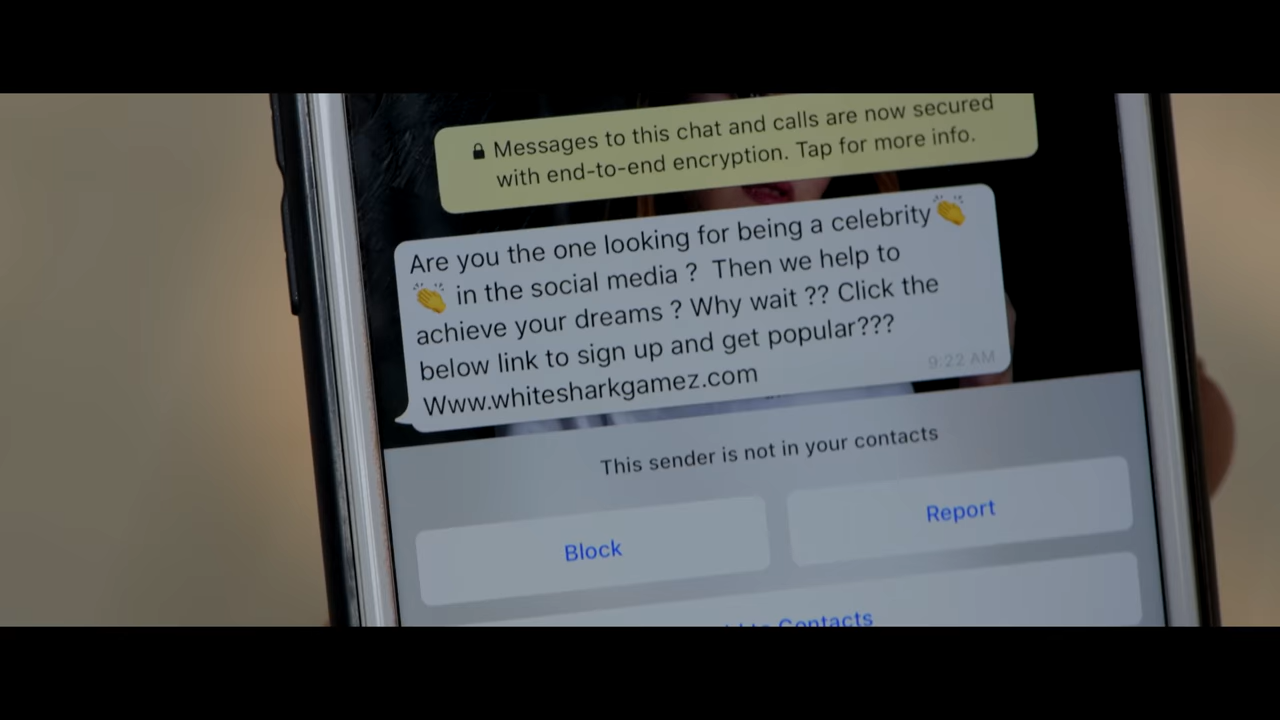 Messages to this chat and calls are now secured
with end-to-end encryption. Tap for more info.
Are you the one looking for being a celebrity👏
👏 in the social media ?  Then we help to
achieve your dreams ? Why wait ?? Click the
below link to sign up and get popular???
Www.whitesharkgamez.com
9:22 AM
This sender is not in your contacts
Block
Report
to Contacts